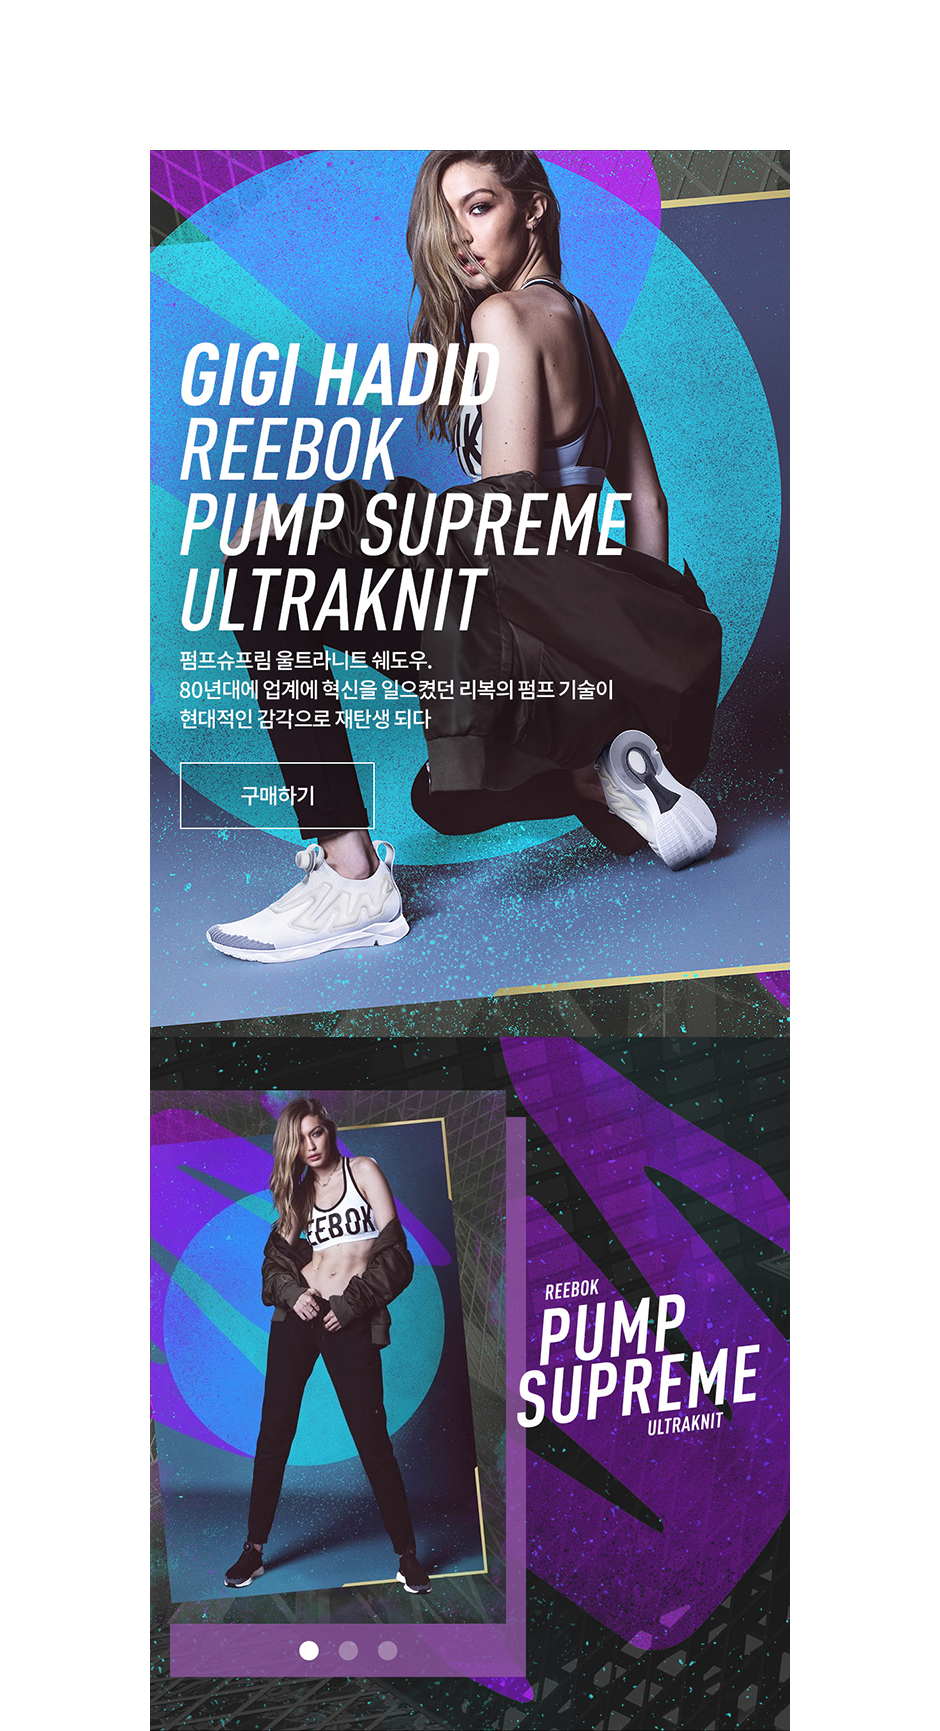 GIGI HADID
REEBOK
PUMP SUPREME
ULTRAKNIT
펌프슈프림 울트라니트 쉐도우.
80년대에 업계에 혁신을 일으켰던 리복의 펌프 기술이
현대적인 감각으로 재탄생 되다
구매하기
EEBOK
REEBOK
PUMP
SUPREME
ULTRAKNIT